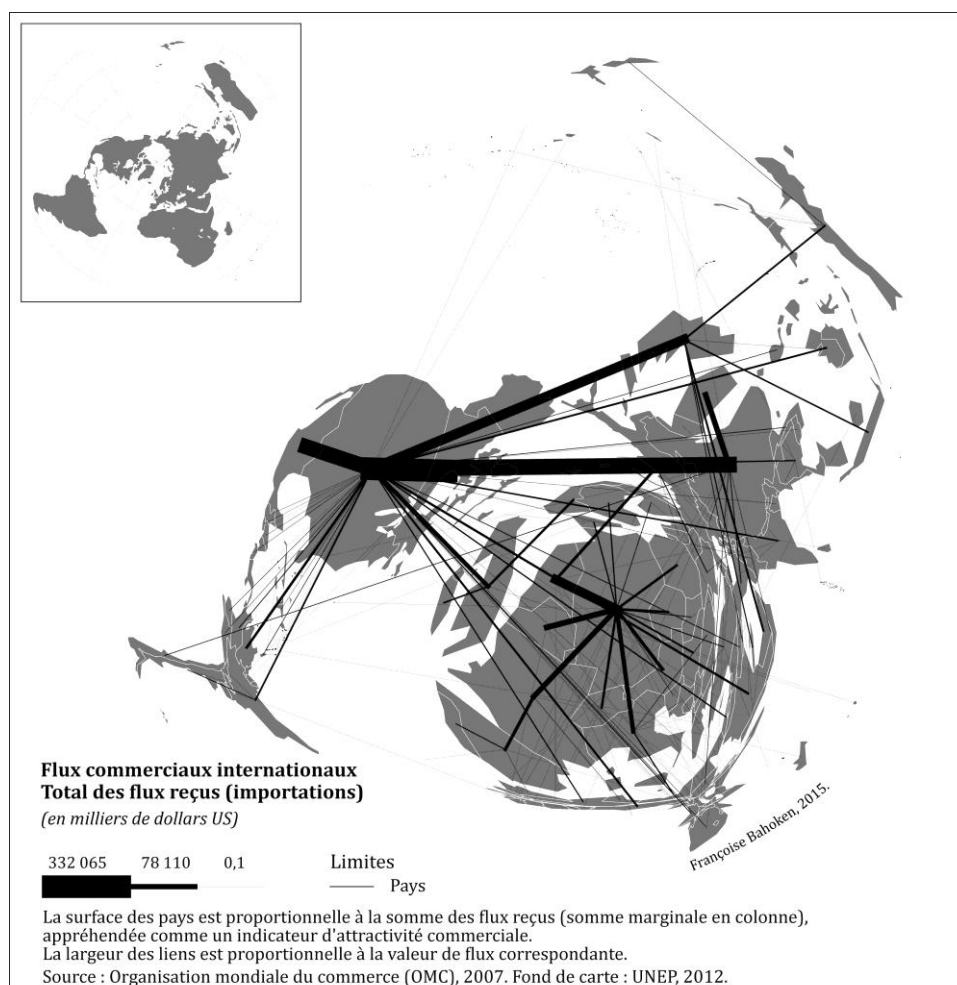 Françoise Bahoken, 2015.
Flux commerciaux internationaux
Total des flux reçus (importations)
(en milliers de dollars US)
332 065 78 110 0,1
Limites
Pays
La surface des pays est proportionnelle à la somme des flux reçus (somme marginale en colonne),
appréhendée comme un indicateur d'attractivité commerciale.
La largeur des liens est proportionnelle à la valeur de flux correspondante.
Source : Organisation mondiale du commerce (OMC), 2007. Fond de carte : UNEP, 2012.